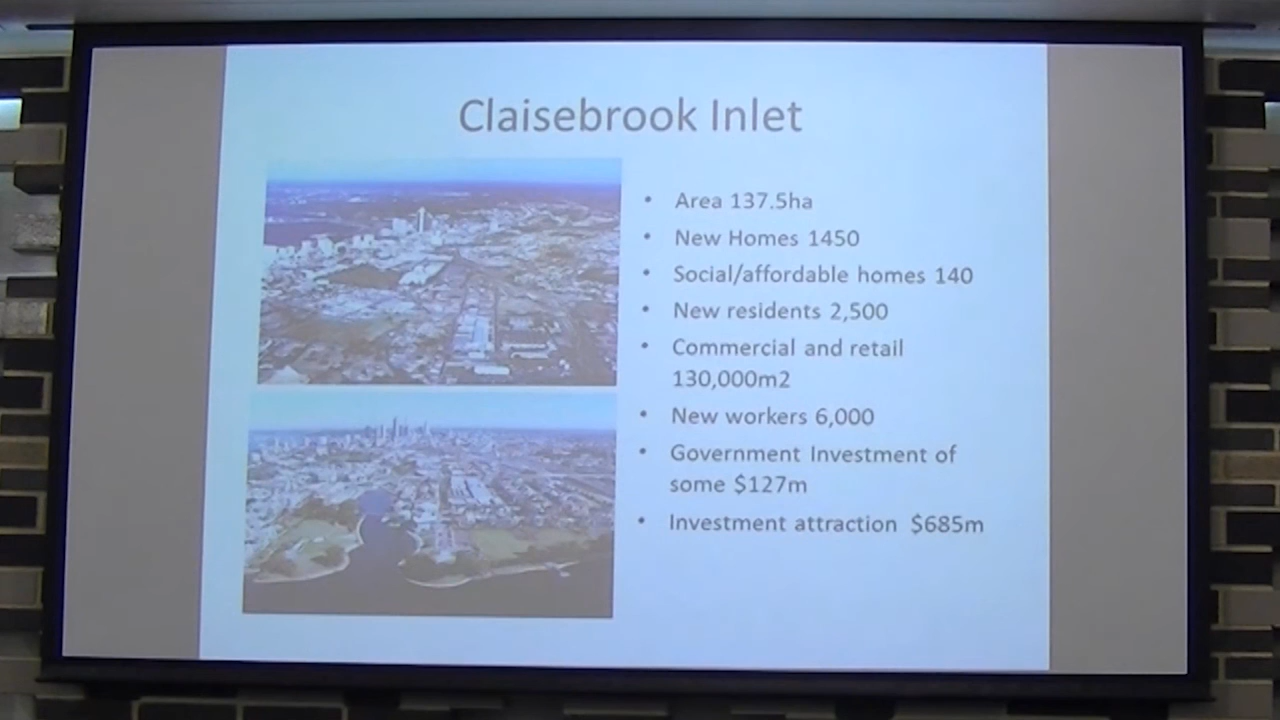 Claisebrook Inlet
• Area 137.5ha
• New Homes 1450
• Social/affordable homes 140
• New residents 2,500
• Commercial and retail
130,000m2
• New workers 6,000
• Government Investment of
some $127m
• Investment attraction $685m